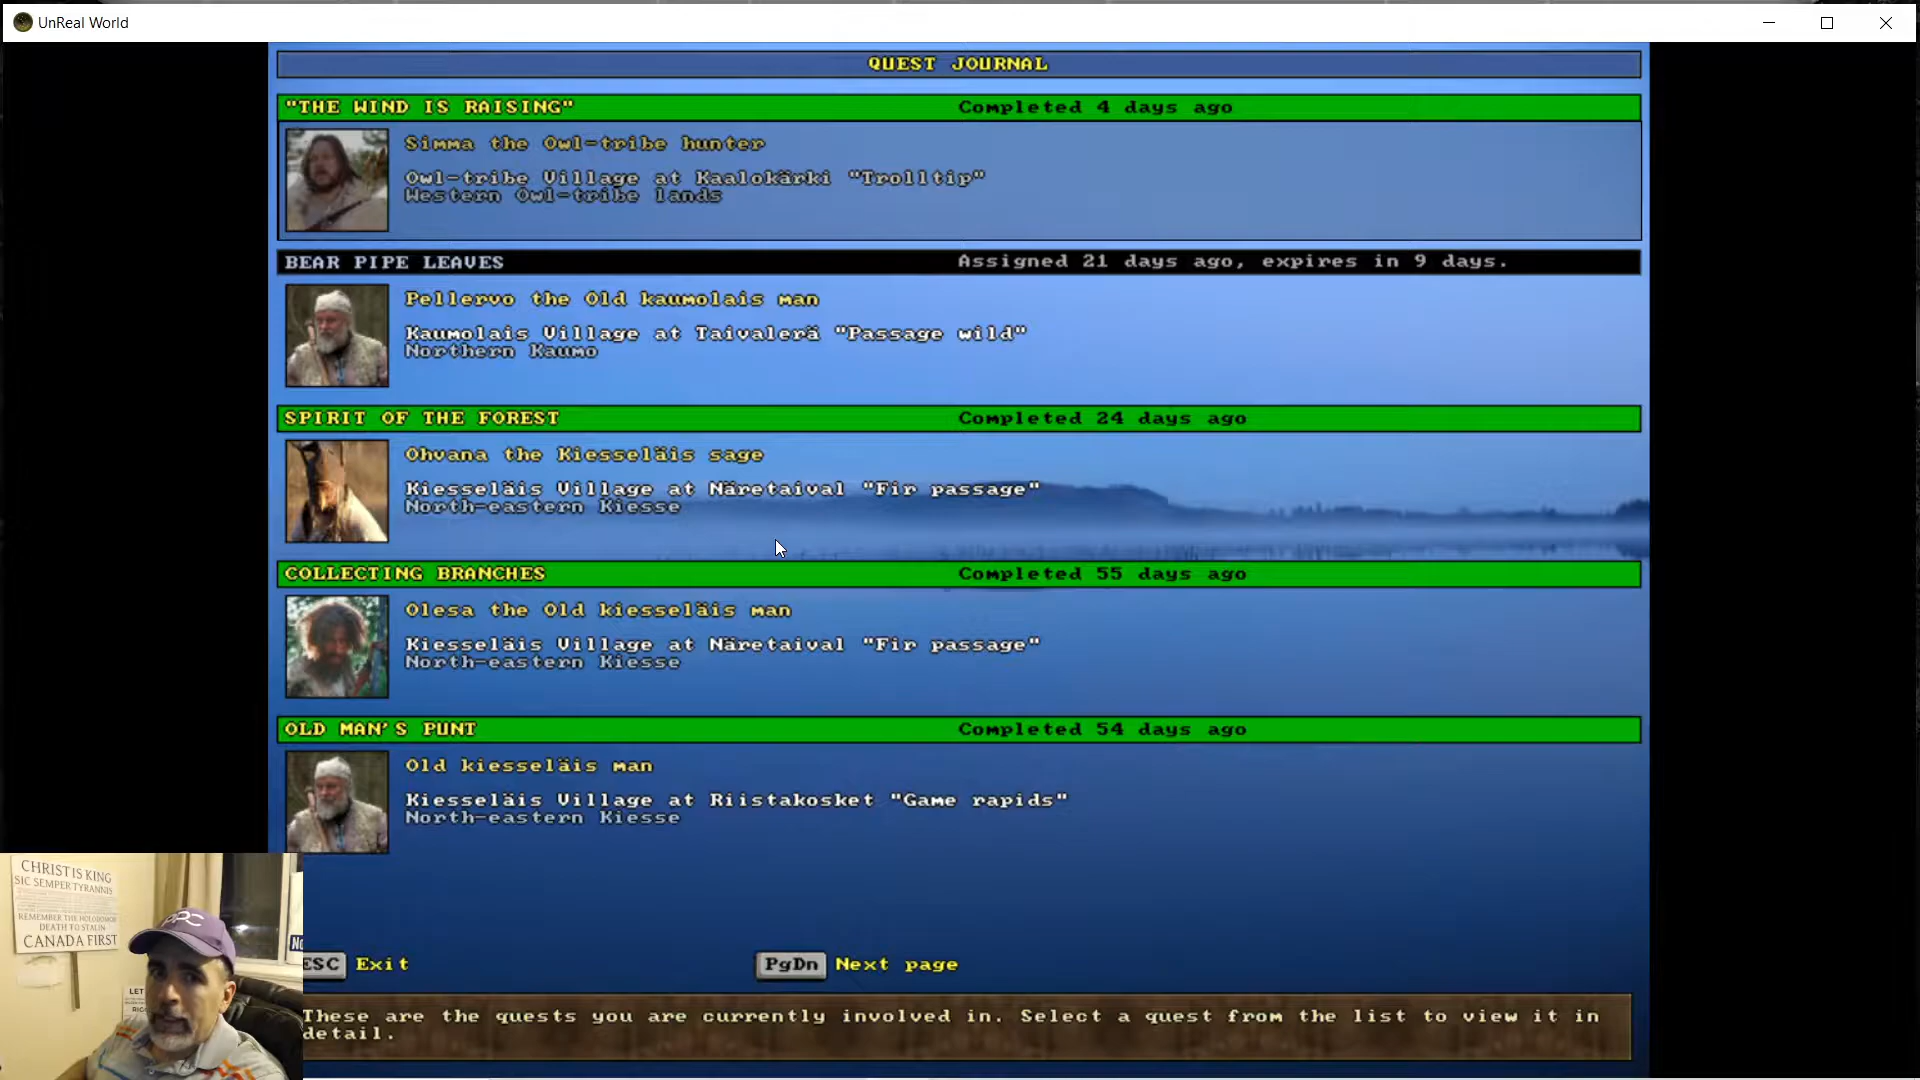 UnReal World
QUEST JOURNAL
"THE WIND IS RAISING" Completed 4 days ago
Simma the Owl-tribe hunter
Owl-tribe Village at Kaalokärki "Trolltip"
Western Owl-tribe lands
BEAR PIPE LEAVES Assigned 21 days ago, expires in 9 days.
Pellervo the Old kaumolais man
Kaumolais Village at Taivalerä "Passage wild"
Northern Kaumo
SPIRIT OF THE FOREST Completed 24 days ago
Ohvana the Kiesseläis sage
Kiesseläis Village at Näretaival "Fir passage"
North-eastern Kiesse
COLLECTING BRANCHES Completed 55 days ago
Olesa the Old kiesseläis man
Kiesseläis Village at Näretaival "Fir passage"
North-eastern Kiesse
OLD MAN'S PUNT Completed 54 days ago
Old kiesseläis man
Kiesseläis Village at Riistakosket "Game rapids"
North-eastern Kiesse
CHRIST IS KING
SIC SEMPER TYRANNIS
REMEMBER THE HOLODOMOR
DEATH TO STALIN
CANADA FIRST
LET
ESC Exit PgDn Next page
These are the quests you are currently involved in. Select a quest from the list to view it in
detail.